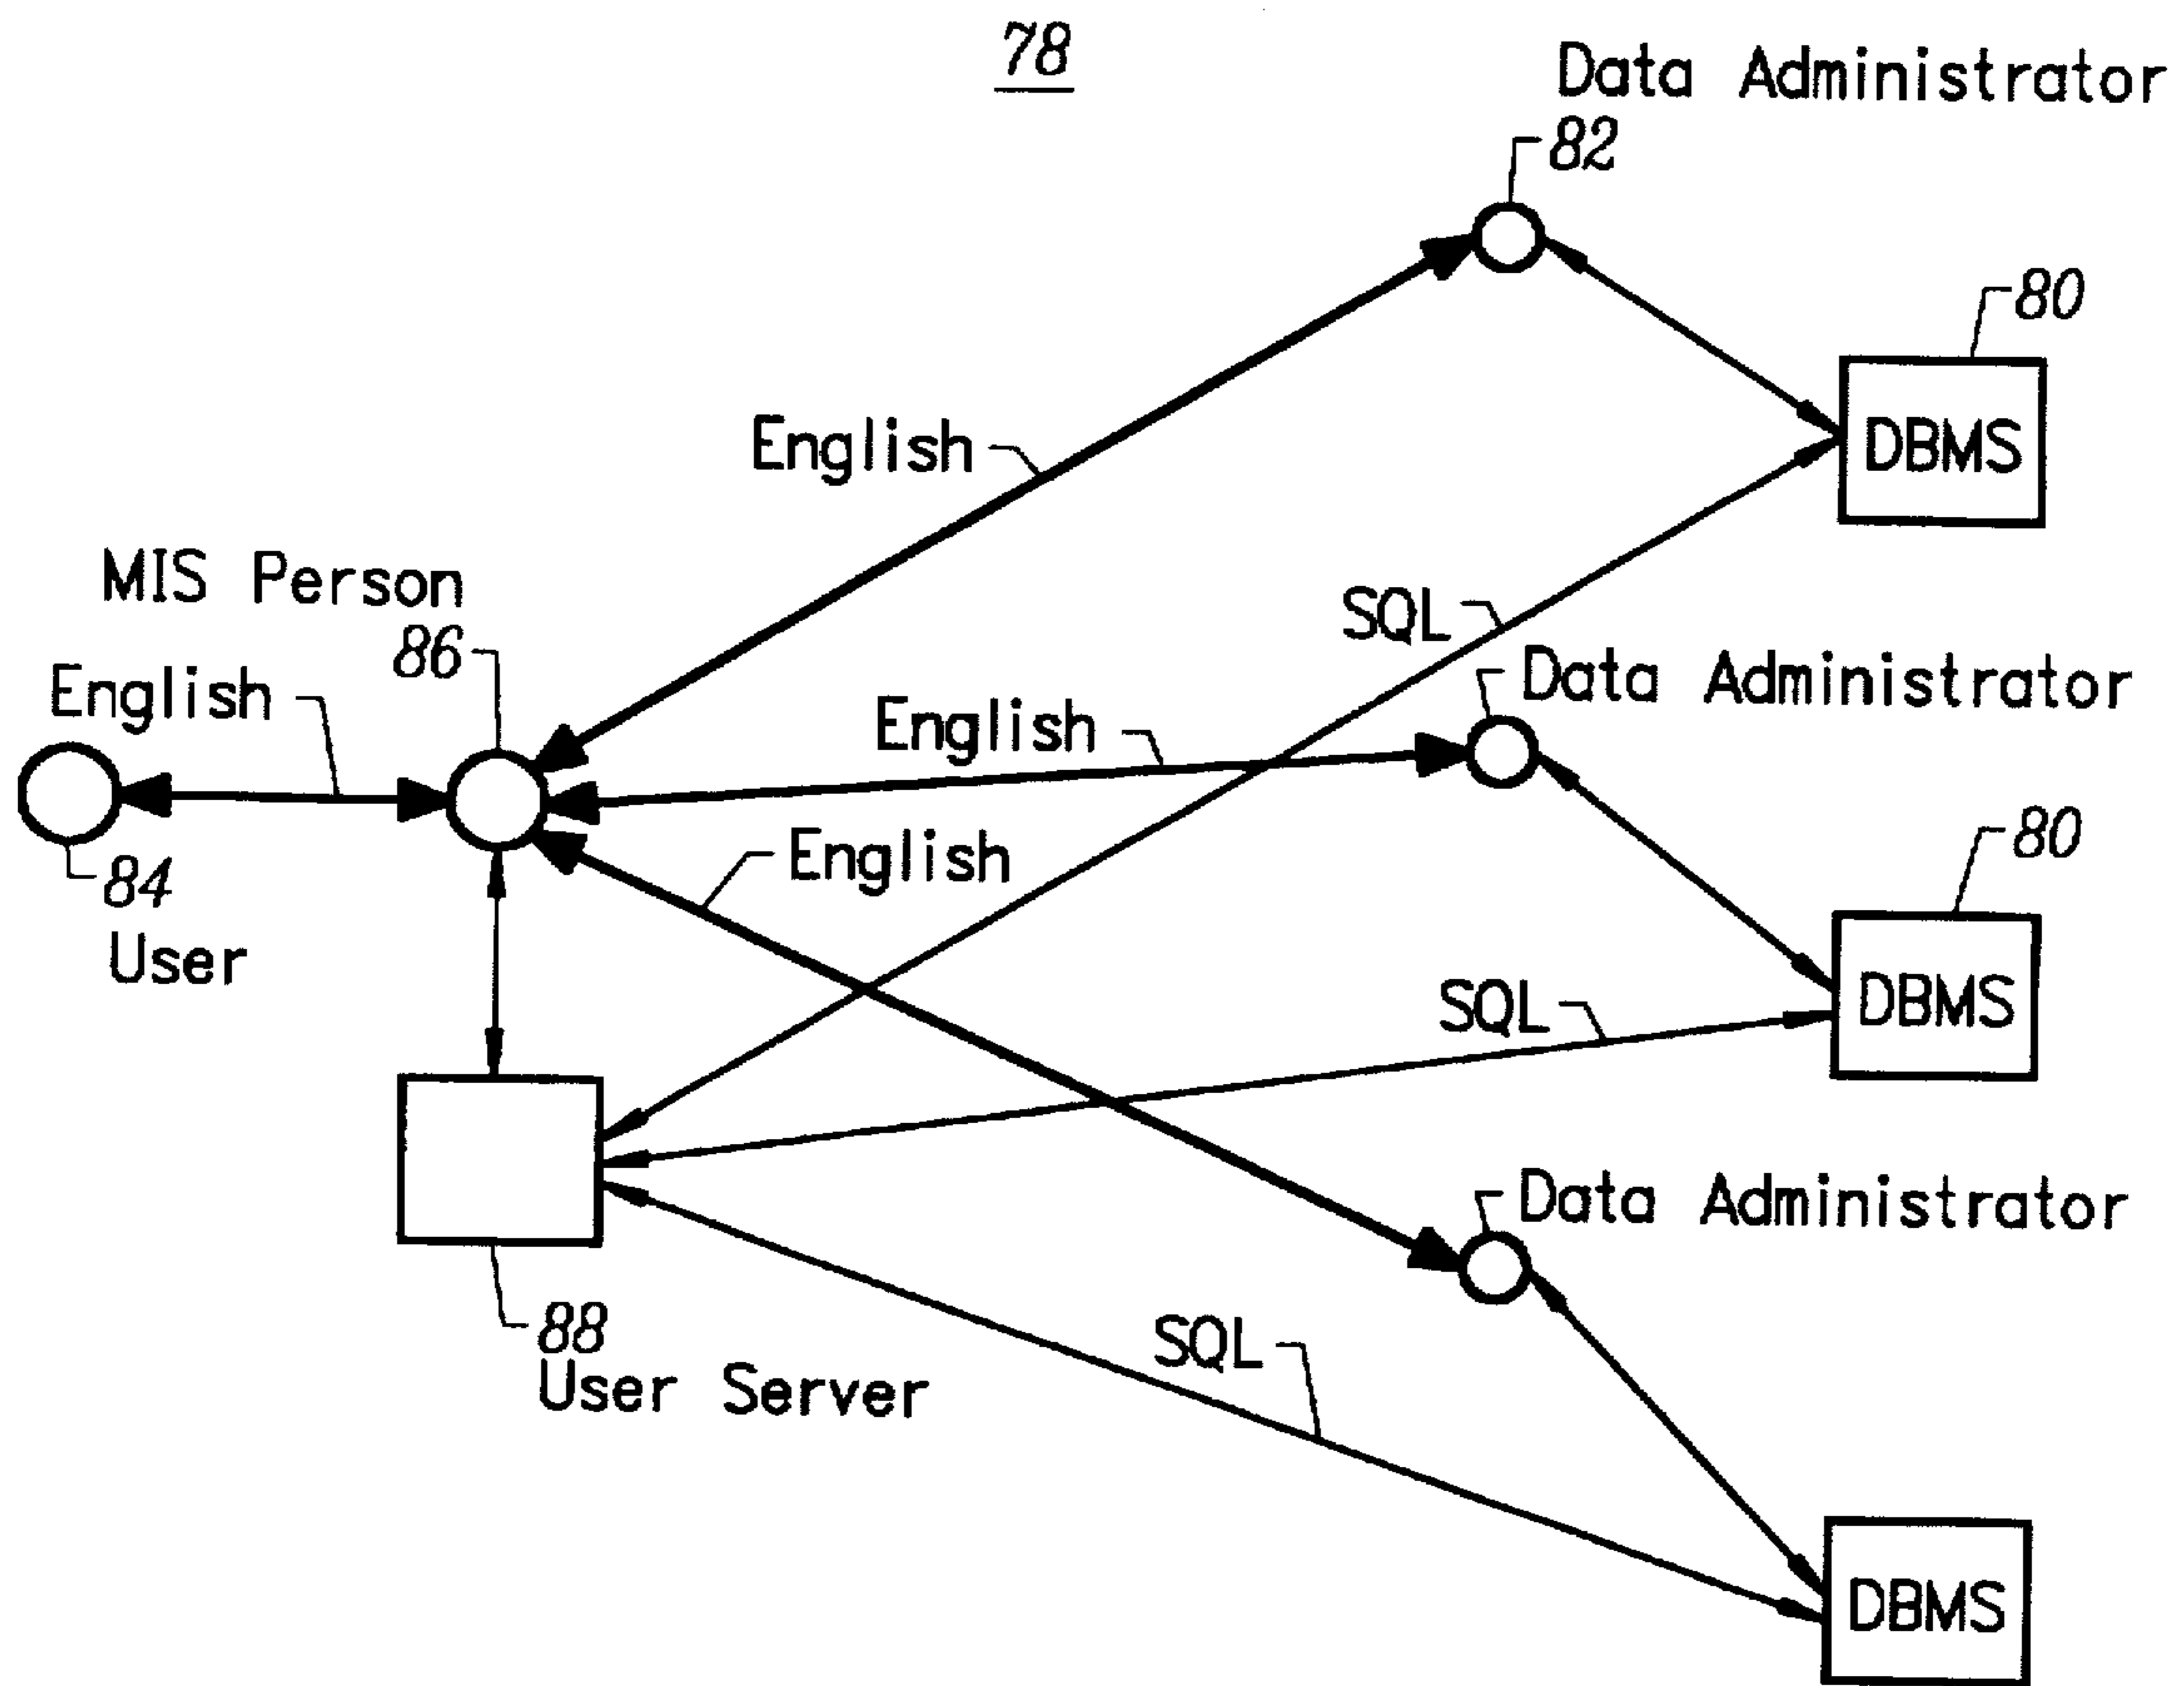 78
Data Administrator
82
80
DBMS
English
MIS Person
86
SQL
Data Administrator
English
English
English
80
84
User
DBMS
SQL
Data Administrator
88
User Server
SQL
DBMS